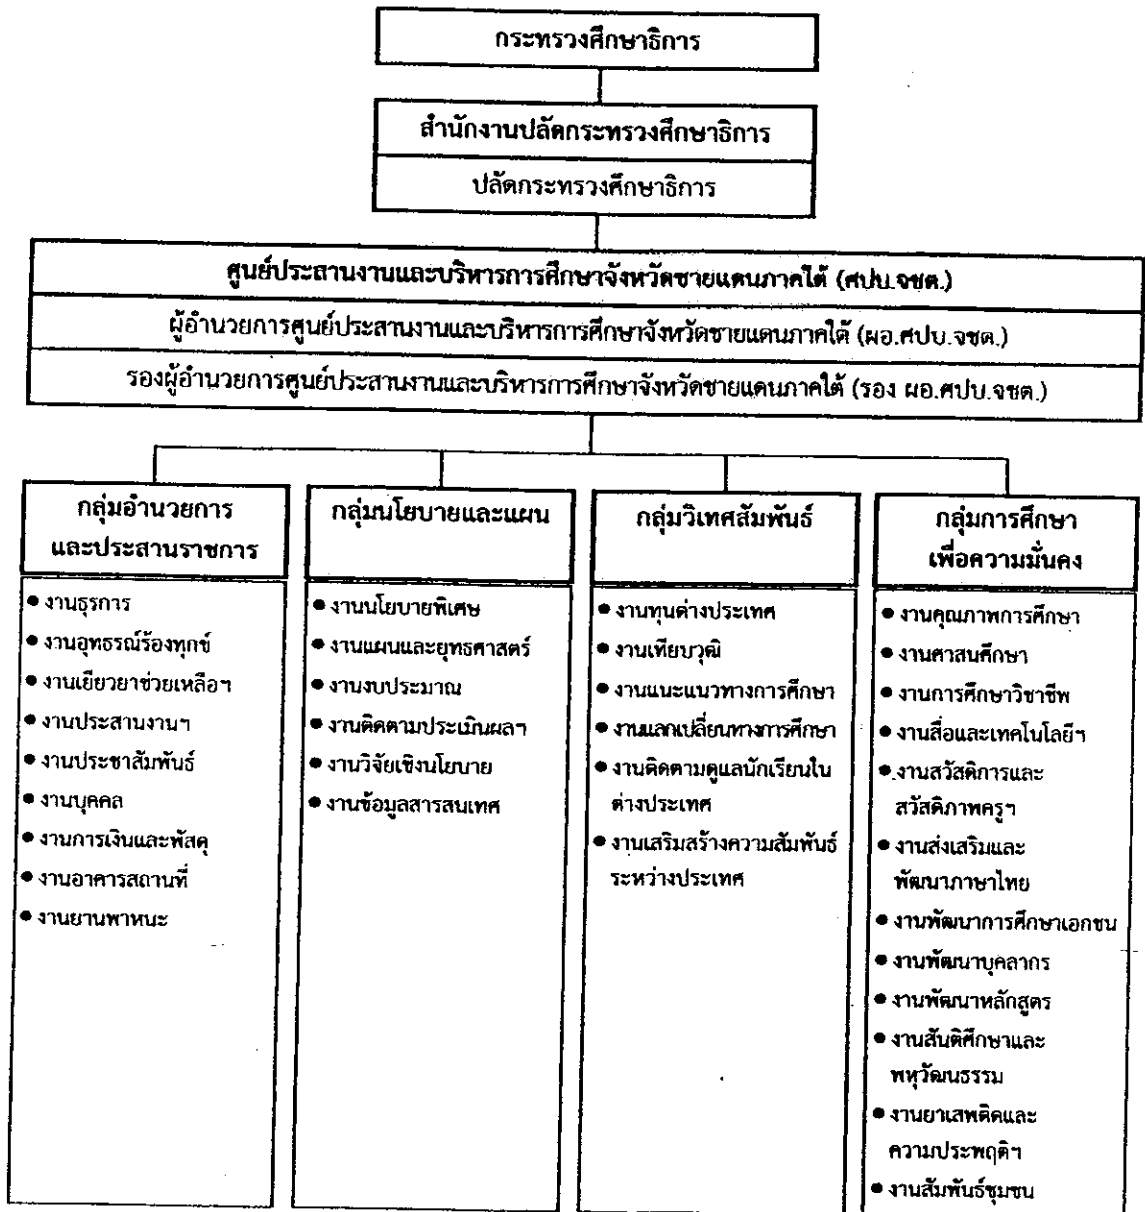 กระทรวงศึกษาธิการ
สำนักงานปลัดกระทรวงศึกษาธิการ
ปลัดกระทรวงศึกษาธิการ
ศูนย์ประสานงานและบริหารการศึกษาจังหวัดชายแดนภาคใต้ (ศปบ.จชต.)
ผู้อำนวยการศูนย์ประสานงานและบริหารการศึกษาจังหวัดชายแดนภาคใต้ (ผอ.ศปบ.จชต.)
รองผู้อำนวยการศูนย์ประสานงานและบริหารการศึกษาจังหวัดชายแดนภาคใต้ (รอง ผอ.ศปบ.จชต.)
กลุ่มอำนวยการ
และประสานราชการ
● งานธุรการ
● งานอุทธรณ์ร้องทุกข์
● งานเยียวยาช่วยเหลือฯ
● งานประสานงานฯ
● งานประชาสัมพันธ์
● งานบุคคล
● งานการเงินและพัสดุ
● งานอาคารสถานที่
● งานยานพาหนะ
กลุ่มนโยบายและแผน
● งานนโยบายพิเศษ
● งานแผนและยุทธศาสตร์
● งานงบประมาณ
● งานติดตามประเมินผลฯ
● งานวิจัยเชิงนโยบาย
● งานข้อมูลสารสนเทศ
กลุ่มวิเทศสัมพันธ์
● งานทุนต่างประเทศ
● งานเทียบวุฒิ
● งานแนะแนวทางการศึกษา
● งานแลกเปลี่ยนทางการศึกษา
● งานติดตามดูแลนักเรียนใน
ต่างประเทศ
● งานเสริมสร้างความสัมพันธ์
ระหว่างประเทศ
กลุ่มการศึกษา
เพื่อความมั่นคง
● งานคุณภาพการศึกษา
● งานศาสนศึกษา
● งานการศึกษาวิชาชีพ
● งานสื่อและเทคโนโลยีฯ
● งานสวัสดิการและ
สวัสดิภาพครูฯ
● งานส่งเสริมและ
พัฒนาภาษาไทย
● งานพัฒนาการศึกษาเอกชน
● งานพัฒนาบุคลากร
● งานพัฒนาหลักสูตร
● งานสันติศึกษาและ
พหุวัฒนธรรม
● งานยาเสพติดและ
ความประพฤติฯ
● งานสัมพันธ์ชุมชน